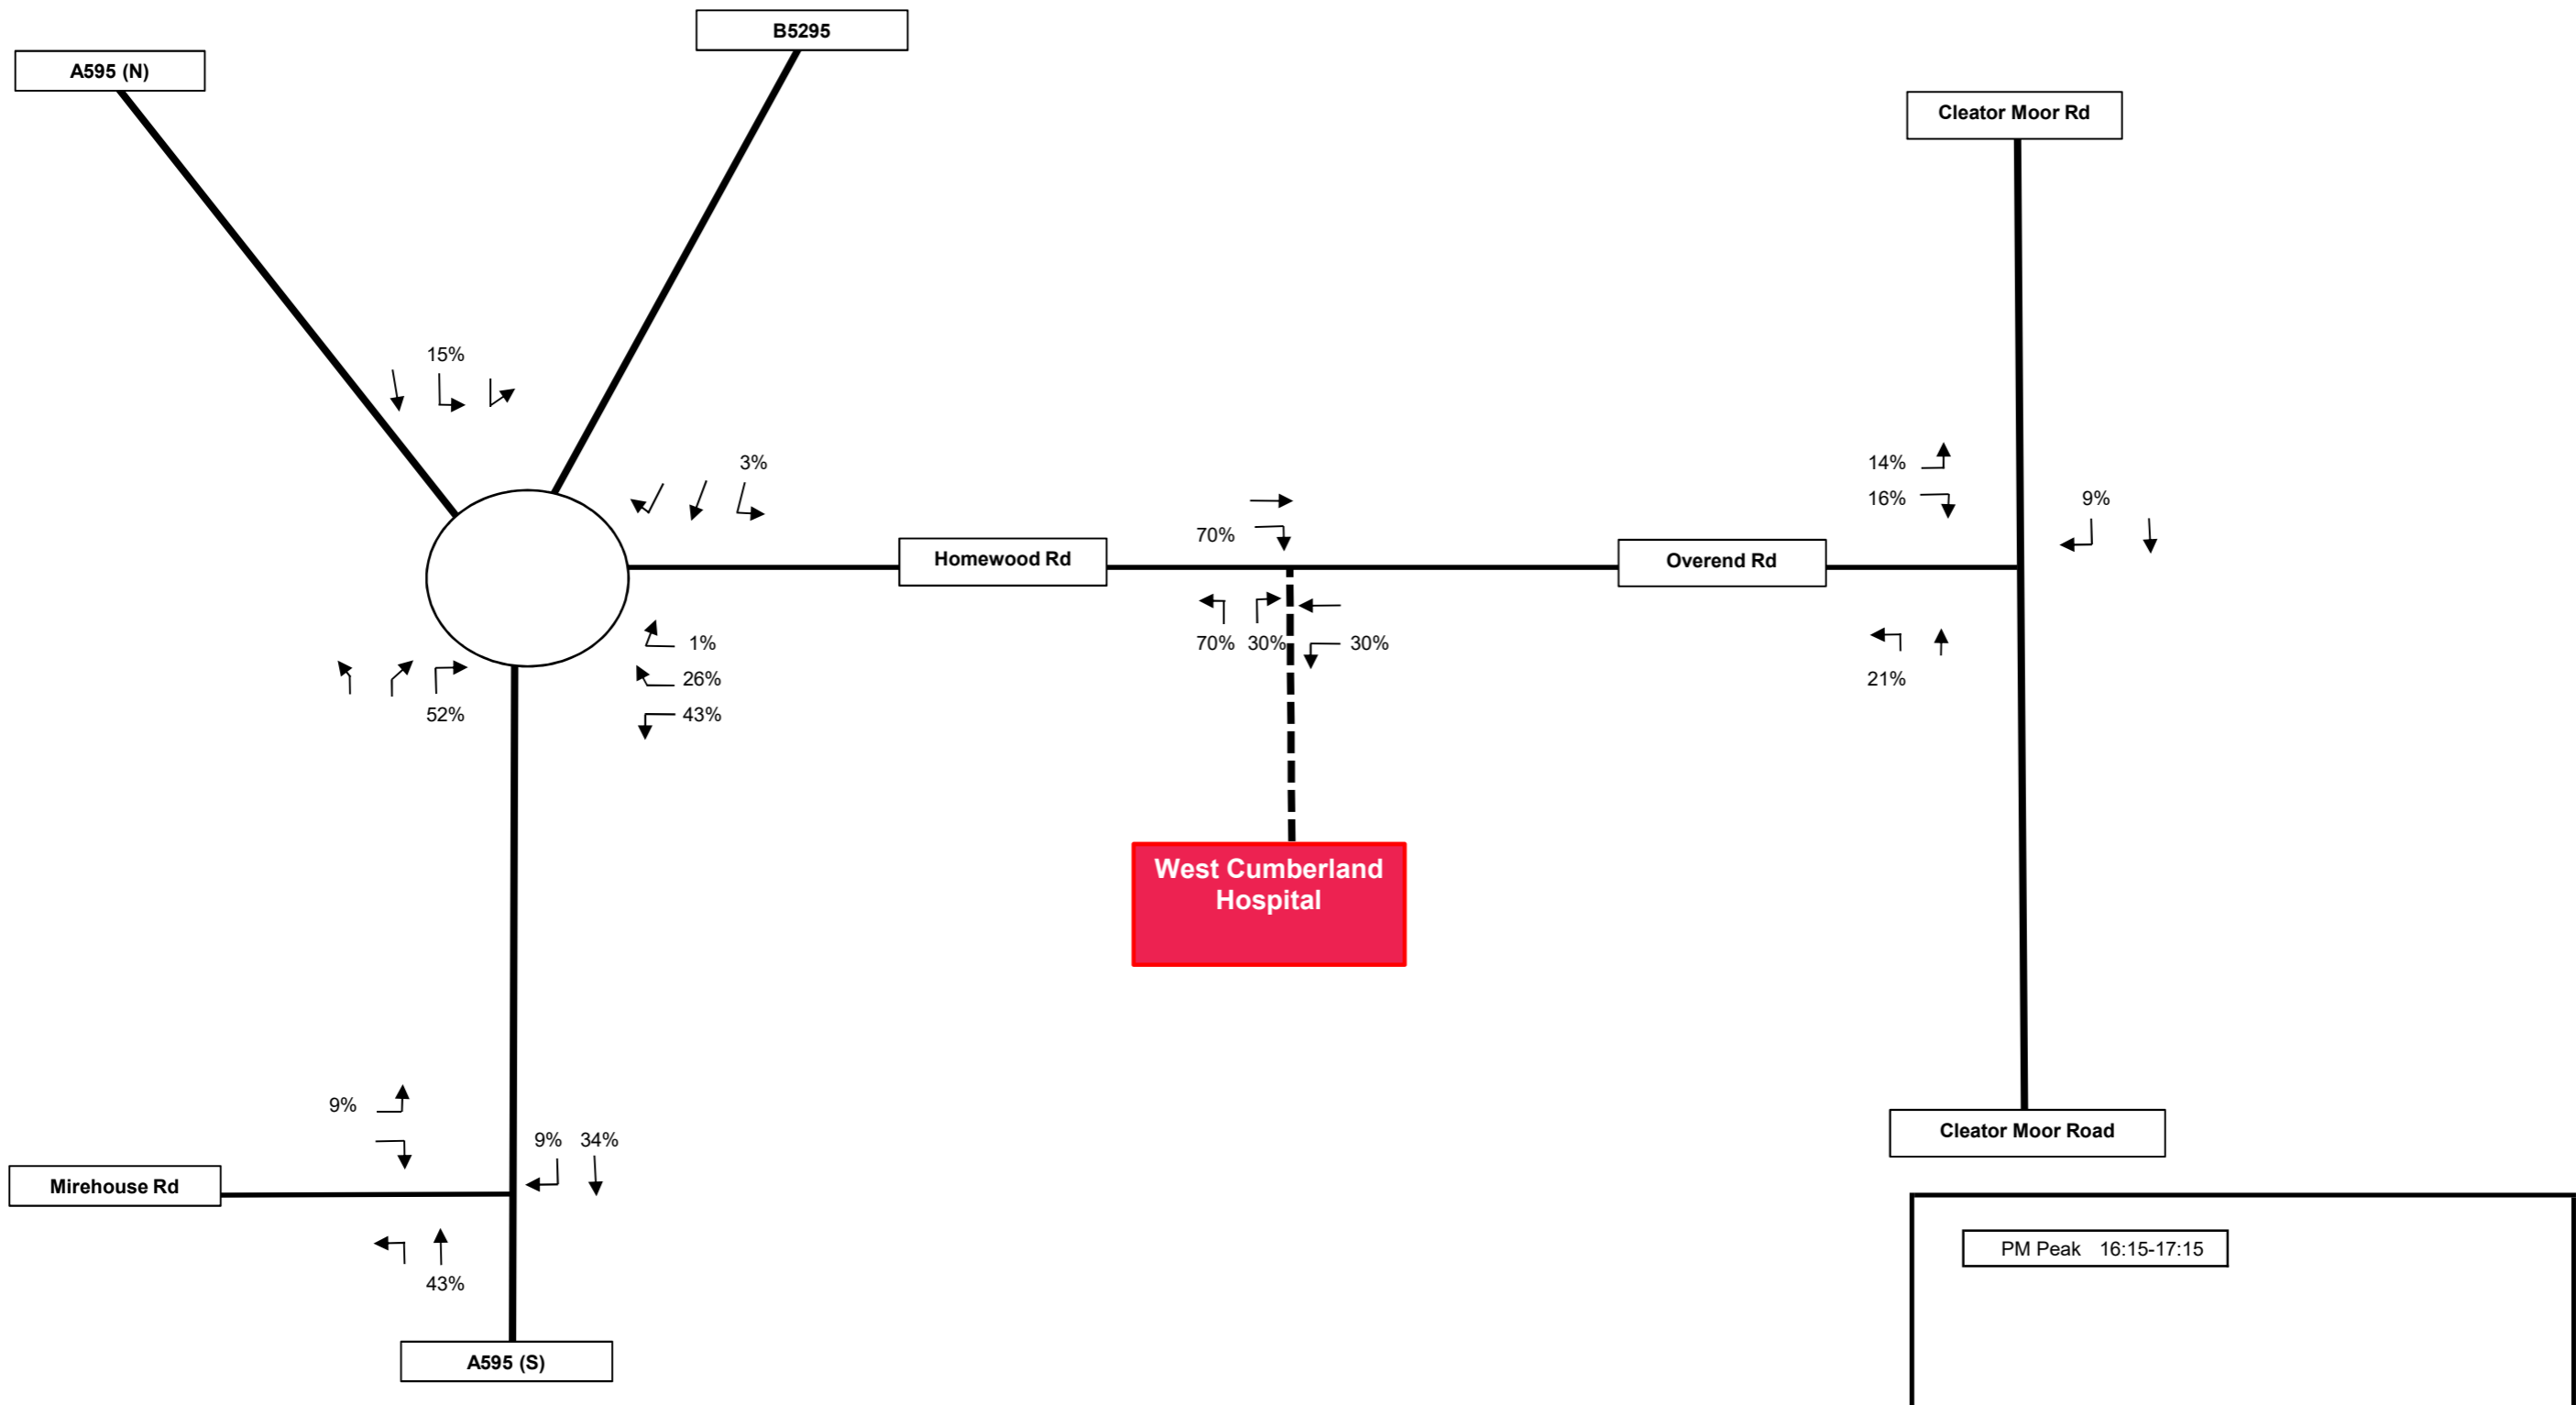 B5295
A595 (N)
Cleator Moor Rd
15%
3%
14%
16%
9%
70%
Homewood Rd
Overend Rd
1%
70% 30%
30%
26%
21%
52%
43%
West Cumberland
Hospital
9%
9% 34%
Cleator Moor Road
Mirehouse Rd
PM Peak 16:15-17:15
43%
A595 (S)